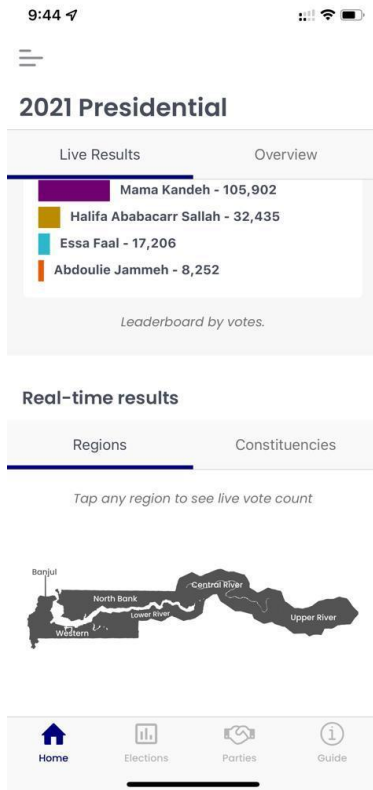 9:44
2021 Presidential
Live Results
Overview
Mama Kandeh - 105,902
Halifa Ababacarr Sallah - 32,435
Essa Faal - 17,206
Abdoulie Jammeh - 8,252
Leaderboard by votes.
Real-time results
Regions
Constituencies
Tap any region to see live vote count
Banjul
Central River
North Bank
Lower River
Upper River
Western
Home
Elections
Parties
Guide